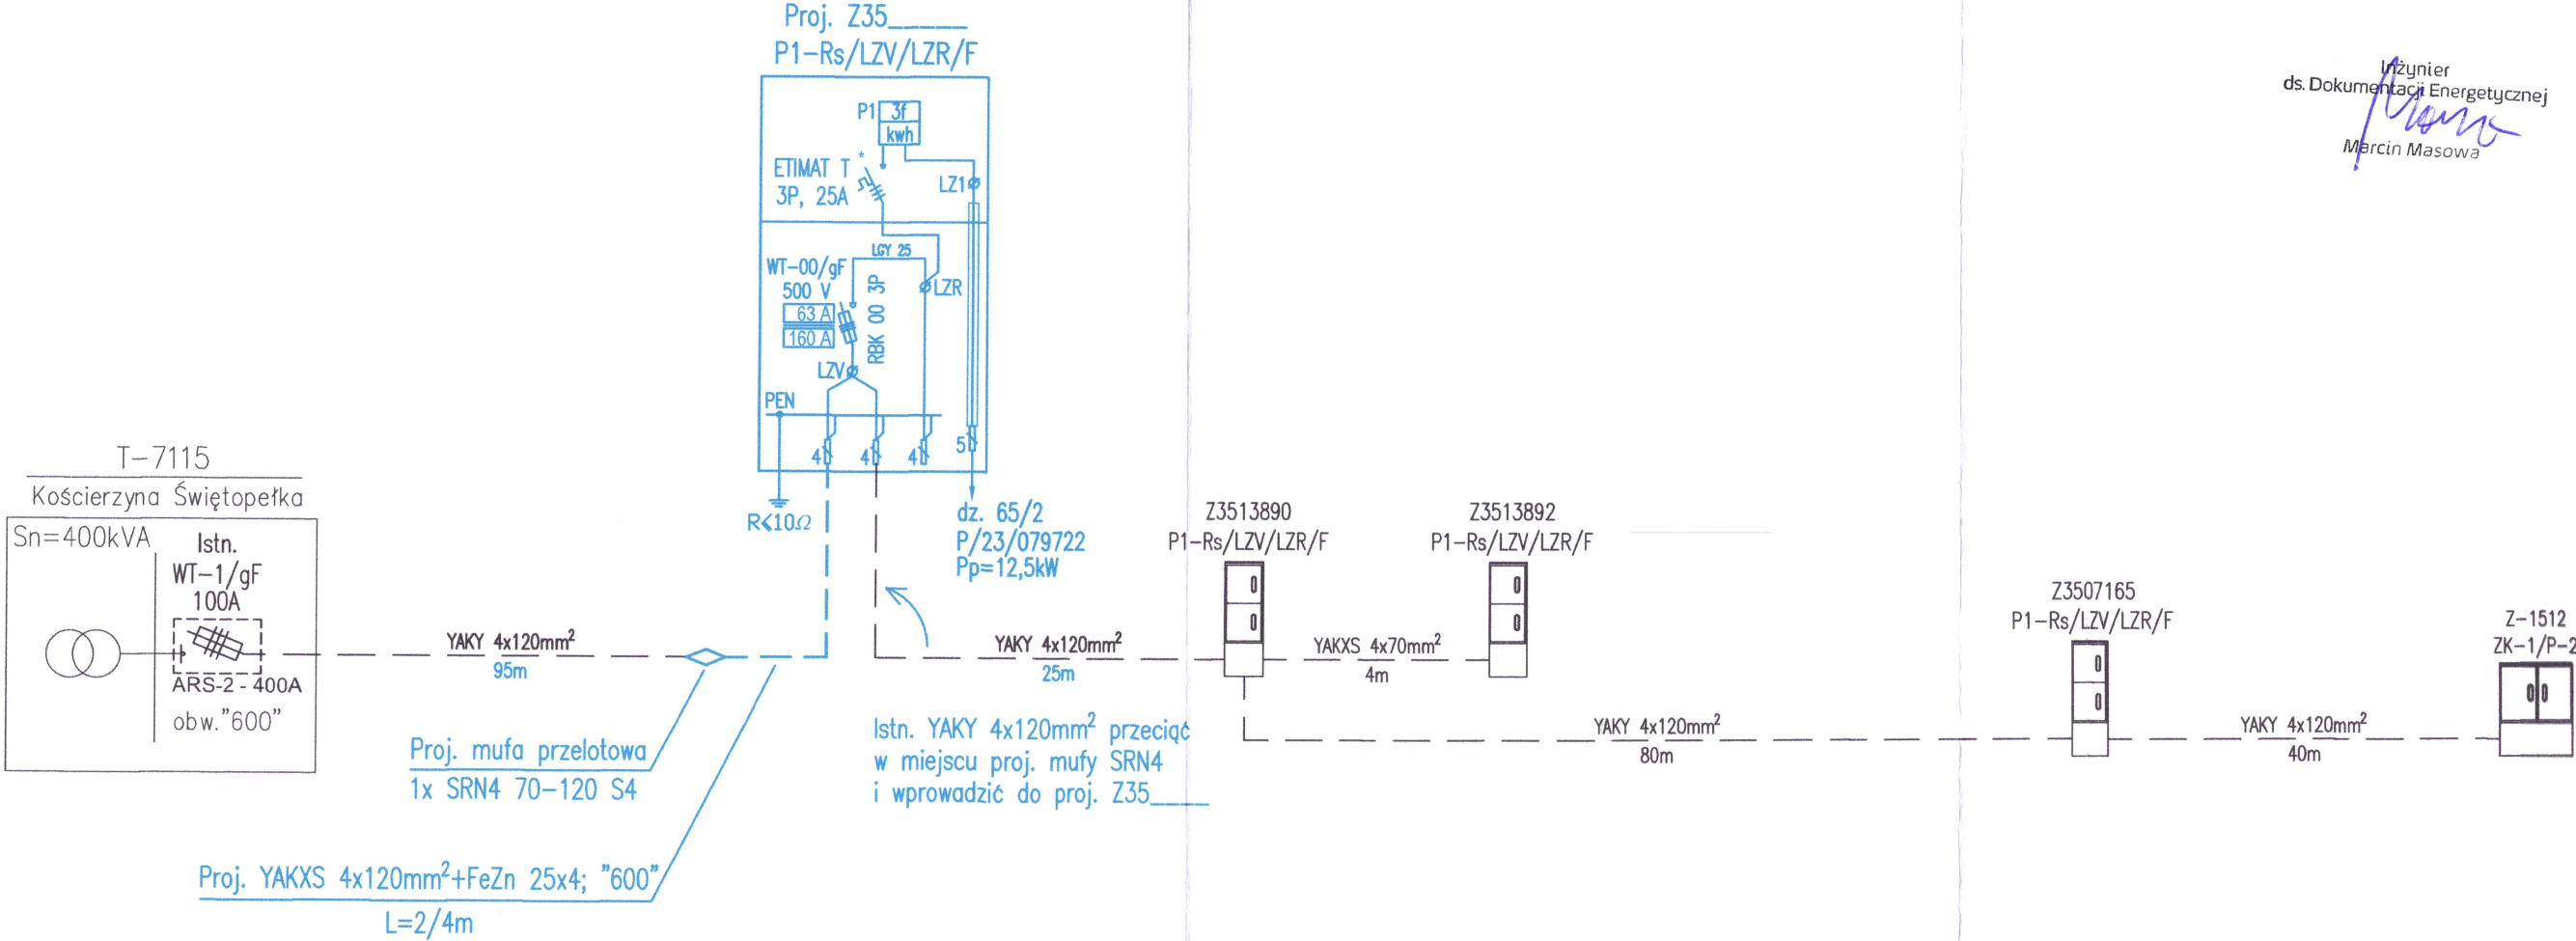 Proj. Z35_____
P1-Rs/LZV/LZR/F
P1 3f
kwh
ETIMAT T *
3P, 25A
LZ1
LGY 25
WT-00/gF
500 V
63 A
160 A
RBK 00 3P
LZR
LZV
PEN
4 4 4 5
R≤10Ω
dz. 65/2
P/23/079722
Pp=12,5kW
Inżynier
ds. Dokumentacji Energetycznej
Marcin Masowa
T-7115
Kościerzyna Świętopełka
Sn=400kVA
Istn.
WT-1/gF
100A
ARS-2 - 400A
obw."600"
YAKY 4x120mm²
95m
Proj. mufa przelotowa
1x SRN4 70-120 S4
Proj. YAKXS 4x120mm²+FeZn 25x4; "600"
L=2/4m
YAKY 4x120mm²
25m
Istn. YAKY 4x120mm² przeciąć
w miejscu proj. mufy SRN4
i wprowadzić do proj. Z35____
Z3513890
P1-Rs/LZV/LZR/F
YAKXS 4x70mm²
4m
Z3513892
P1-Rs/LZV/LZR/F
YAKY 4x120mm²
80m
Z3507165
P1-Rs/LZV/LZR/F
YAKY 4x120mm²
40m
Z-1512
ZK-1/P-2